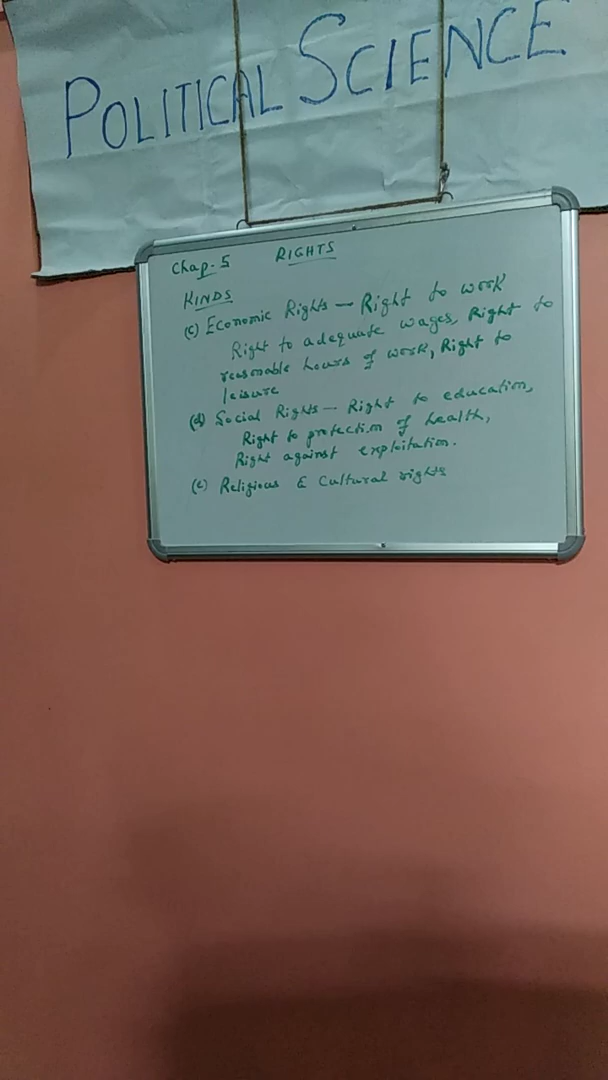 POLITICAL SCIENCE
Chap. 5 RIGHTS
KINDS
(c) Economic Rights — Right to work
Right to adequate wages, Right to
reasonable hours of work, Right to
leisure
(d) Social Rights — Right to education,
Right to protection of health,
Right against exploitation.
(e) Religious & Cultural rights